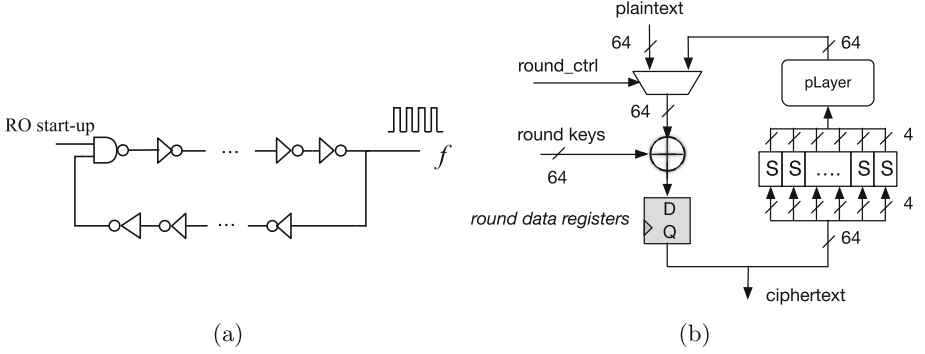 plaintext
64
64
round_ctrl
pLayer
64
RO start-up
round keys
4
64
...
f
S S .... S S
round data registers
D
Q
4
...
64
ciphertext
(a)
(b)